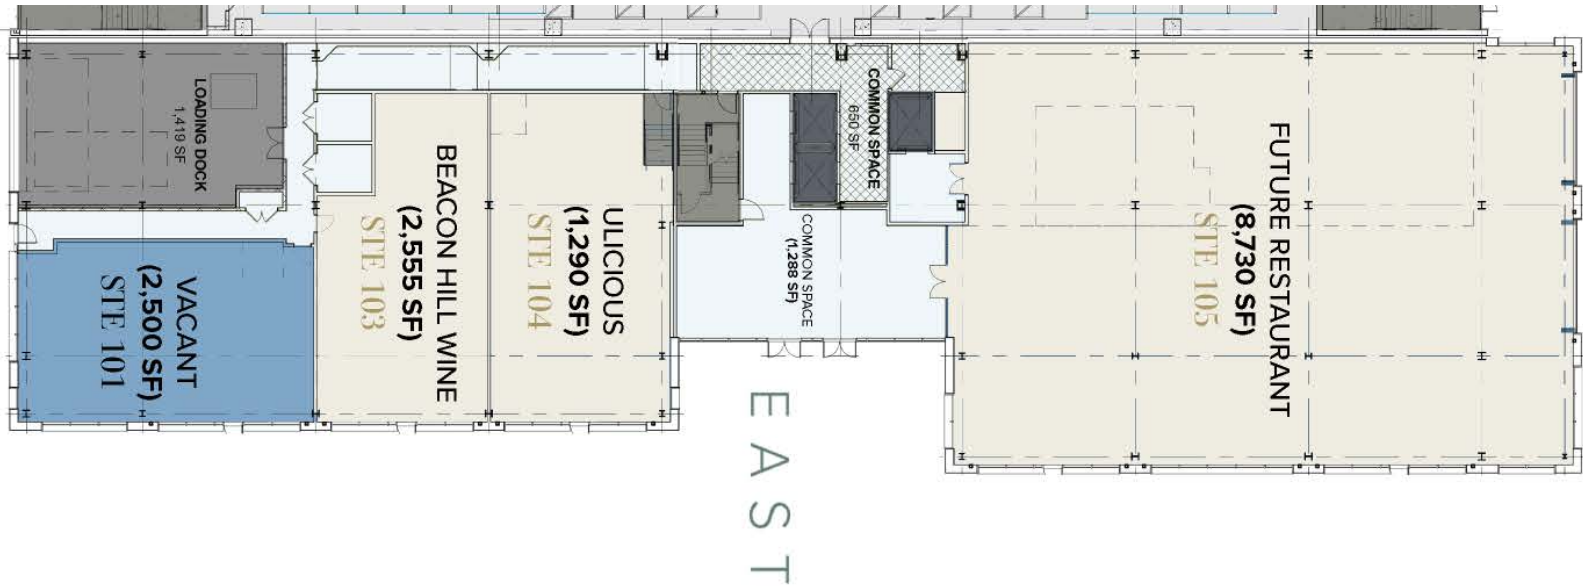 LOADING DOCK
1,419 SF
VACANT
(2,500 SF)
STE 101
BEACON HILL WINE
(2,555 SF)
STE 103
ULICIOUS
(1,290 SF)
STE 104
COMMON SPACE
650 SF
COMMON SPACE
(1,288 SF)
FUTURE RESTAURANT
(8,730 SF)
STE 105
EAST